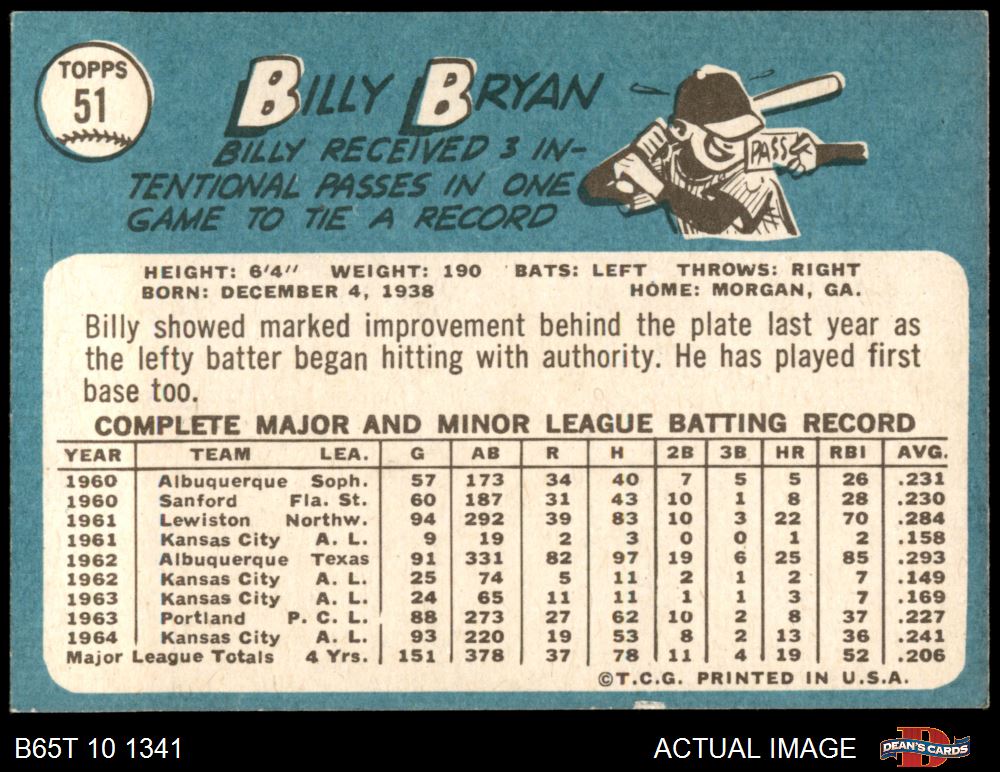 TOPPS
51
BILLY BRYAN
BILLY RECEIVED 3 IN-
TENTIONAL PASSES IN ONE
GAME TO TIE A RECORD
PASS
HEIGHT: 6'4" WEIGHT: 190 BATS: LEFT THROWS: RIGHT
BORN: DECEMBER 4, 1938 HOME: MORGAN, GA.
Billy showed marked improvement behind the plate last year as
the lefty batter began hitting with authority. He has played first
base too.
COMPLETE MAJOR AND MINOR LEAGUE BATTING RECORD
YEAR TEAM LEA. G AB R H 2B 3B HR RBI AVG.
1960 Albuquerque Soph. 57 173 34 40 7 5 5 26 .231
1960 Sanford Fla. St. 60 187 31 43 10 1 8 28 .230
1961 Lewiston Northw. 94 292 39 83 10 3 22 70 .284
1961 Kansas City A. L. 9 19 2 3 0 0 1 2 .158
1962 Albuquerque Texas 91 331 82 97 19 6 25 85 .293
1962 Kansas City A. L. 25 74 5 11 2 1 2 7 .149
1963 Kansas City A. L. 24 65 11 11 1 1 3 7 .169
1963 Portland P. C. L. 88 273 27 62 10 2 8 37 .227
1964 Kansas City A. L. 93 220 19 53 8 2 13 36 .241
Major League Totals 4 Yrs. 151 378 37 78 11 4 19 52 .206
©T.C.G. PRINTED IN U.S.A.
B65T 10 1341 ACTUAL IMAGE D DEAN'S CARDS